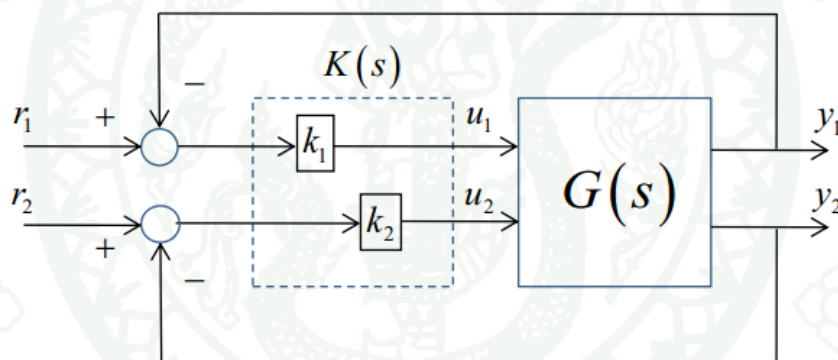 K(s)
r₁ + − k₁ u₁ G(s) y₁
r₂ + − k₂ u₂ y₂